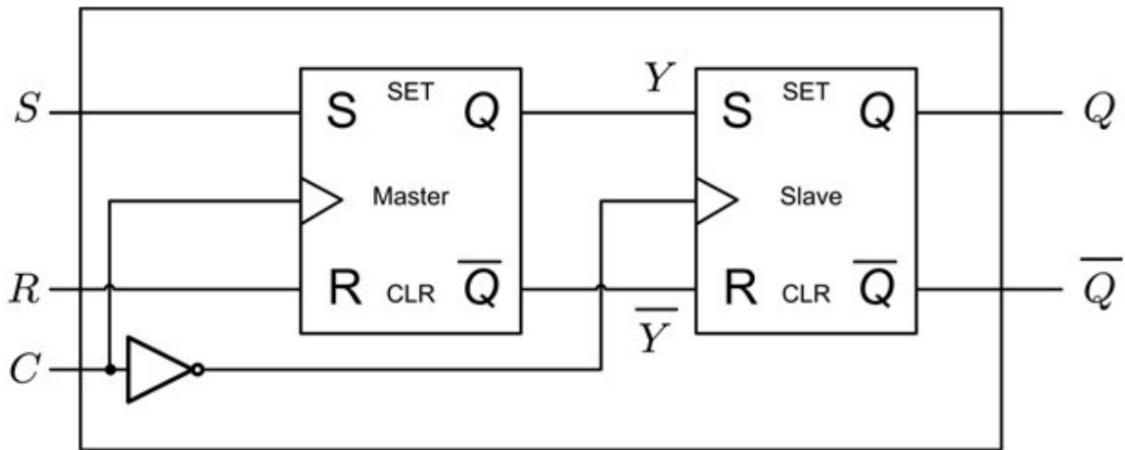 S S SET Q Y S SET Q Q
Master Slave
R R CLR Q̅ Y̅ R CLR Q̅ Q̅
C